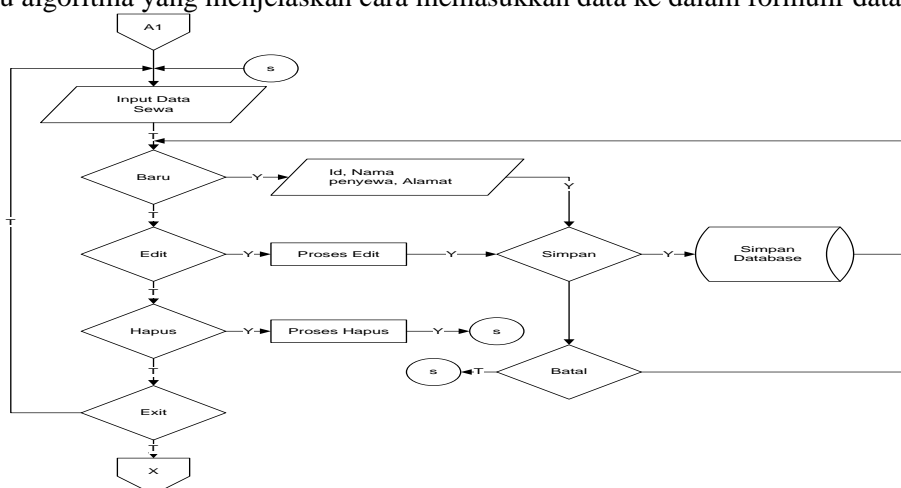 u algoritma yang menjelaskan cara memasukkan data ke dalam formulir data
A1
s
Input Data
Sewa
T
Baru
Y
Id, Nama
penyewa, Alamat
Y
T
T
Edit
Y
Proses Edit
Y
Simpan
Y
Simpan
Database
T
Hapus
Y
Proses Hapus
Y
s
T
s
T
Batal
Exit
T
X